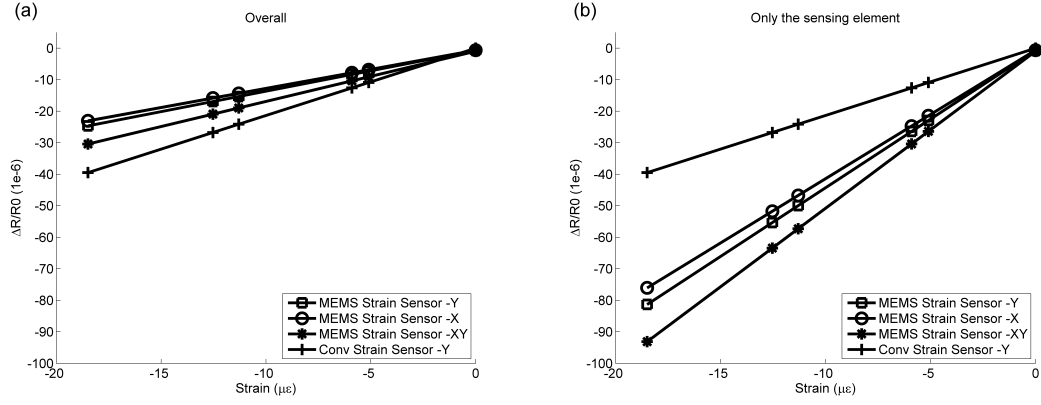 (a)
Overall
0
-10
-20
-30
-40
-50
-60
-70
-80
-90
-100
ΔR/R0 (1e-6)
-20
-15
-10
-5
0
Strain (με)
MEMS Strain Sensor -Y
MEMS Strain Sensor -X
MEMS Strain Sensor -XY
Conv Strain Sensor -Y
(b)
Only the sensing element
0
-10
-20
-30
-40
-50
-60
-70
-80
-90
-100
ΔR/R0 (1e-6)
-20
-15
-10
-5
0
Strain (με)
MEMS Strain Sensor -Y
MEMS Strain Sensor -X
MEMS Strain Sensor -XY
Conv Strain Sensor -Y